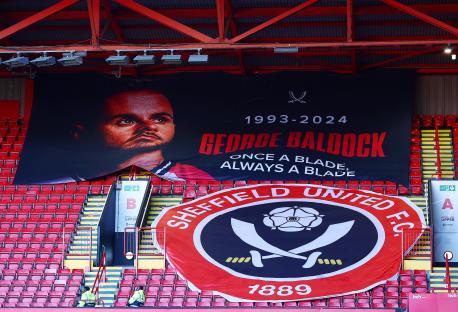 1993-2024
GEORGE BALDOCK
ONCE A BLADE,
ALWAYS A BLADE
B
A
SHEFFIELD UNITED F.C.
1889